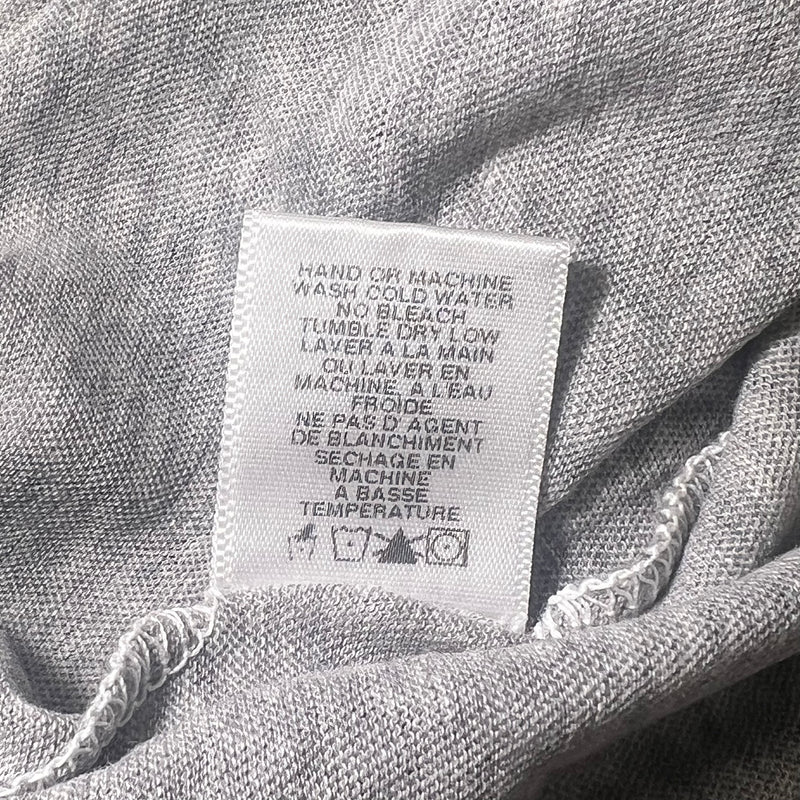 HAND OR MACHINE
WASH COLD WATER
NO BLEACH
TUMBLE DRY LOW
LAVER A LA MAIN
OU LAVER EN
MACHINE, A L'EAU
FROIDE
NE PAS D'AGENT
DE BLANCHIMENT
SECHAGE EN
MACHINE
A BASSE
TEMPERATURE